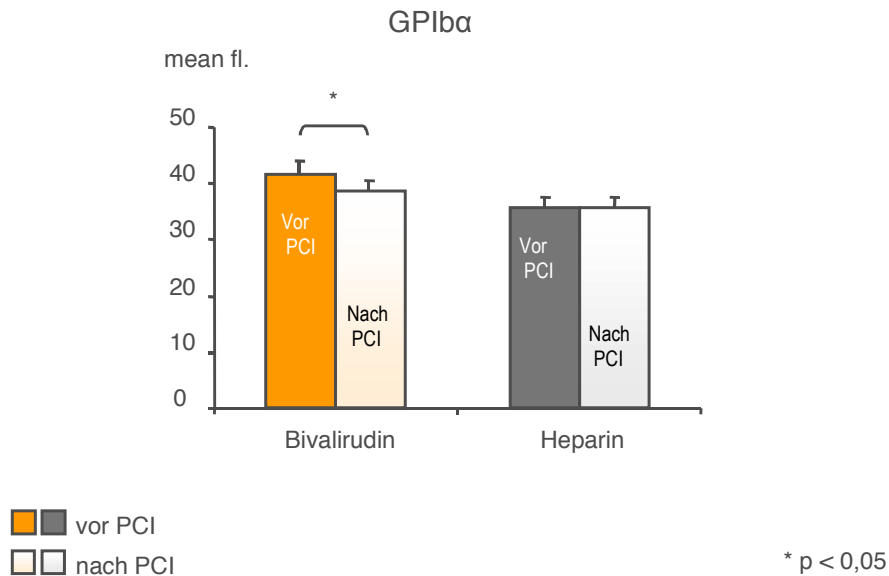 GPIbα
mean fl.
*
50
40
30
20
10
0
Vor
PCI
Nach
PCI
Vor
PCI
Nach
PCI
Bivalirudin
Heparin
vor PCI
nach PCI
* p < 0,05